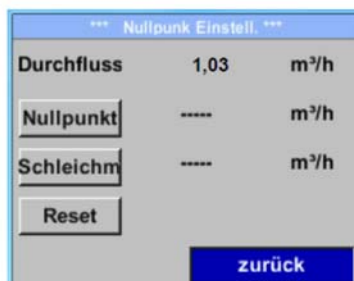 *** Nullpunk Einstell. ***
Durchfluss 1,03 m³/h
Nullpunkt ----- m³/h
Schleichm ----- m³/h
Reset
zurück